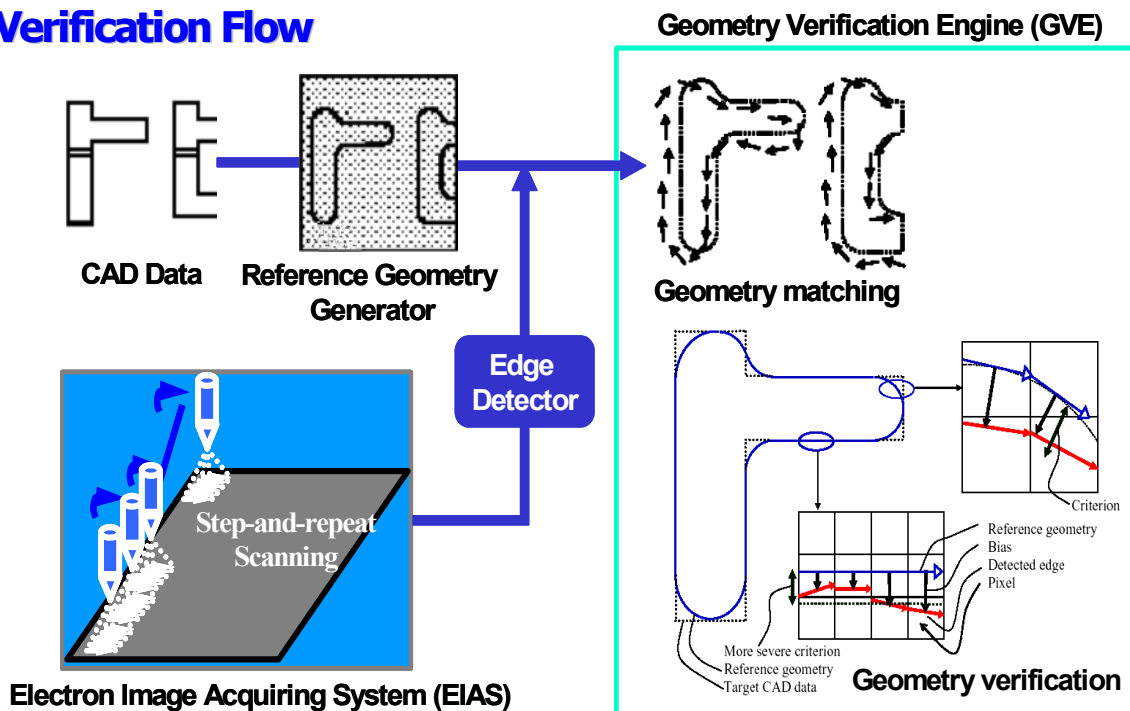 Verification Flow
Geometry Verification Engine (GVE)
CAD Data
Reference Geometry
Generator
Geometry matching
Edge
Detector
Step-and-repeat
Scanning
Criterion
Reference geometry
Bias
Detected edge
Pixel
More severe criterion
Reference geometry
Target CAD data
Geometry verification
Electron Image Acquiring System (EIAS)